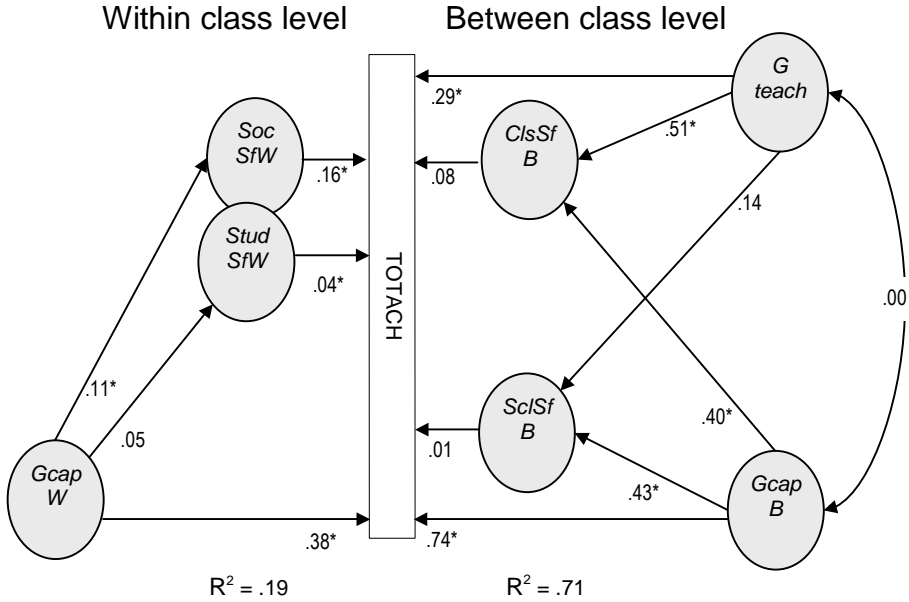 Within class level
Between class level
G
teach
.29*
Soc
SfW
ClsSf
B
.51*
.16*
.08
.14
Stud
SfW
.04*
TOTACH
.00
.11*
SclSf
B
.40*
.05
.01
Gcap
W
.43*
Gcap
B
.38*
.74*
R² = .19
R² = .71